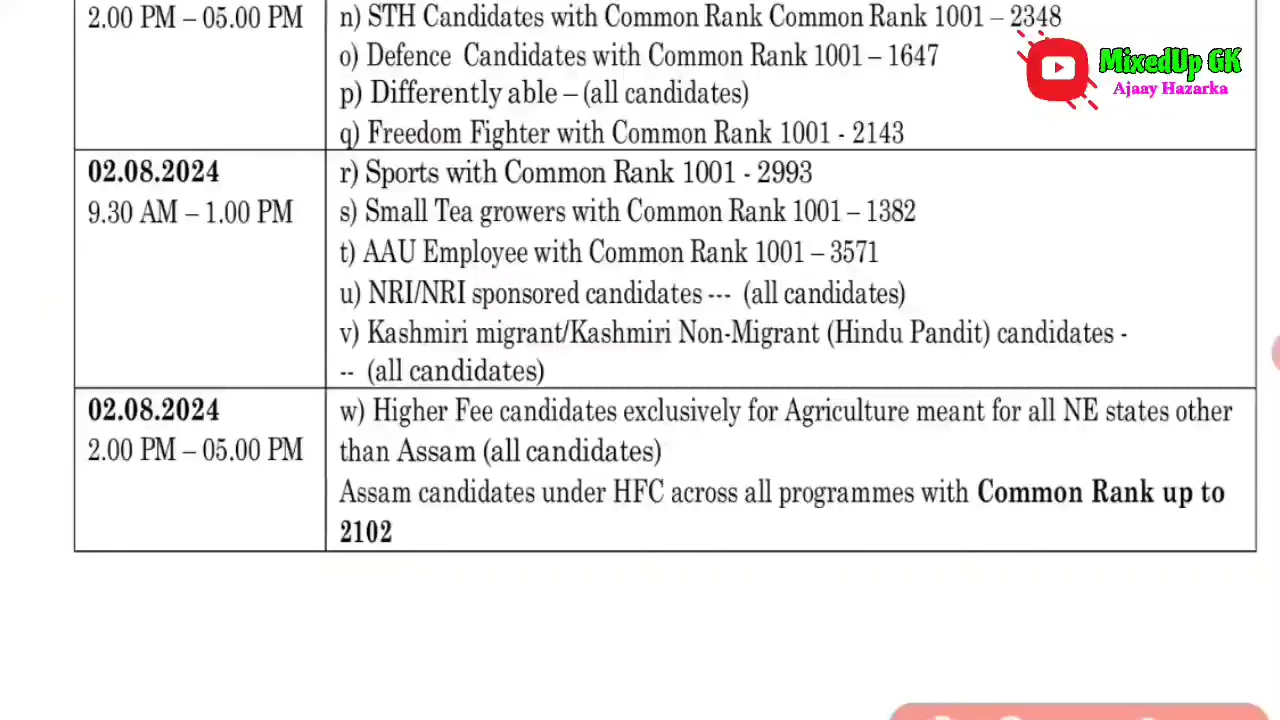 2.00 PM – 05.00 PM
n) STH Candidates with Common Rank Common Rank 1001 – 2348
o) Defence Candidates with Common Rank 1001 – 1647
p) Differently able – (all candidates)
q) Freedom Fighter with Common Rank 1001 - 2143
MixedUp GK
Ajaay Hazarka
02.08.2024
9.30 AM – 1.00 PM
r) Sports with Common Rank 1001 - 2993
s) Small Tea growers with Common Rank 1001 – 1382
t) AAU Employee with Common Rank 1001 – 3571
u) NRI/NRI sponsored candidates --- (all candidates)
v) Kashmiri migrant/Kashmiri Non-Migrant (Hindu Pandit) candidates -
-- (all candidates)
02.08.2024
2.00 PM – 05.00 PM
w) Higher Fee candidates exclusively for Agriculture meant for all NE states other
than Assam (all candidates)
Assam candidates under HFC across all programmes with Common Rank up to
2102